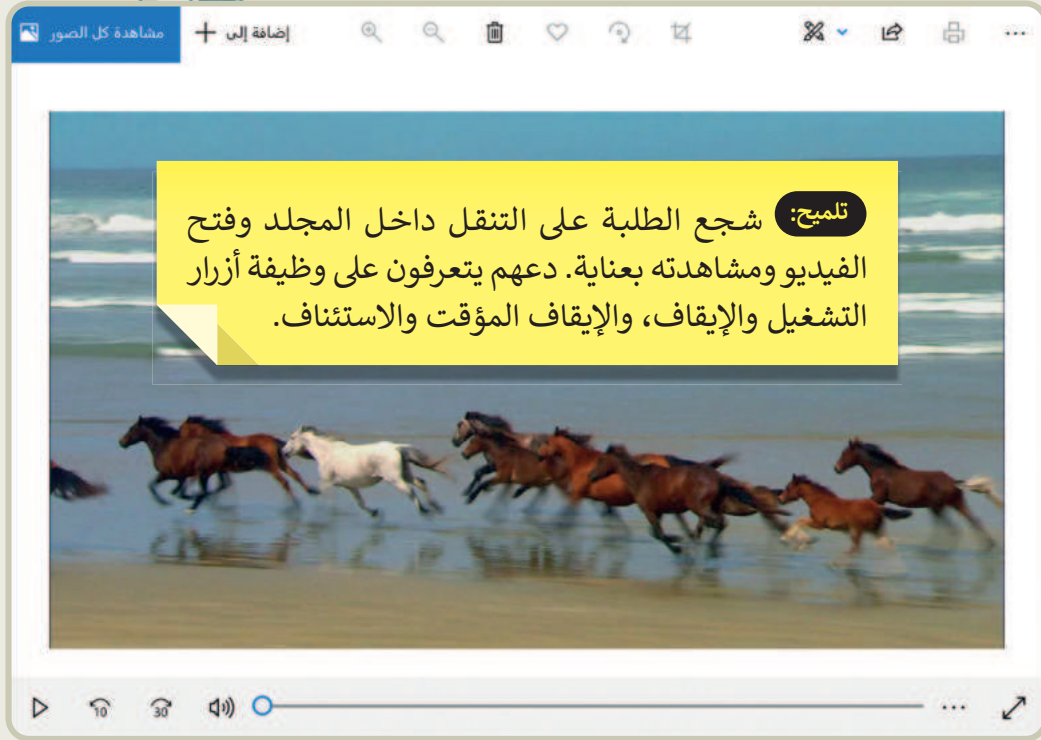 مشاهدة كل الصور
إضافة إلى
تلميح: شجع الطلبة على التنقل داخل المجلد وفتح
الفيديو ومشاهدته بعناية. دعهم يتعرفون على وظيفة أزرار
التشغيل والإيقاف، والإيقاف المؤقت والاستئناف.
10
30